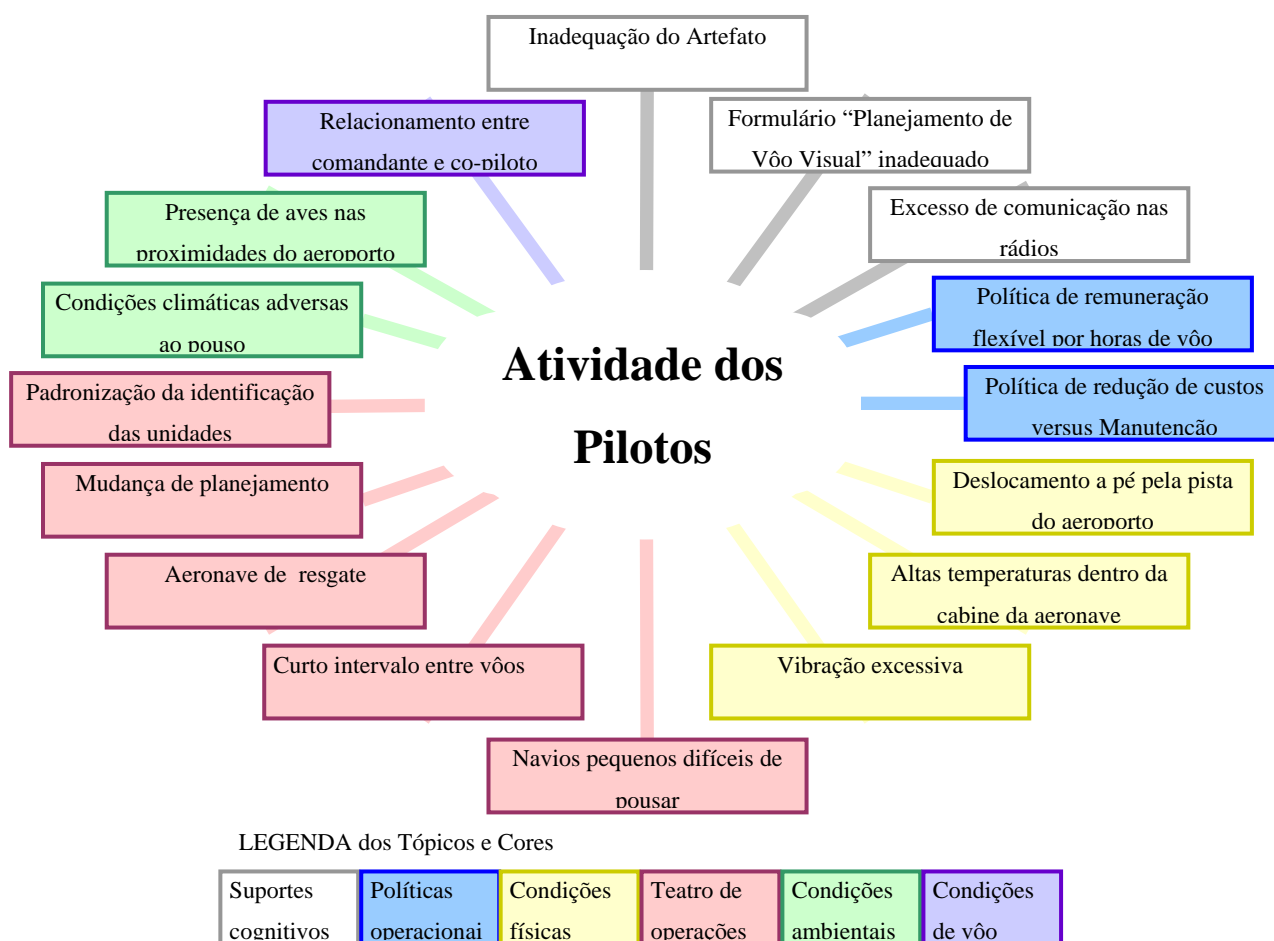 Inadequação do Artefato
Relacionamento entre
comandante e co-piloto
Formulário “Planejamento de
Vôo Visual” inadequado
Presença de aves nas
proximidades do aeroporto
Excesso de comunicação nas
rádios
Condições climáticas adversas
ao pouso
Política de remuneração
flexível por horas de vôo
Atividade dos
Pilotos
Padronização da identificação
das unidades
Política de redução de custos
versus Manutenção
Mudança de planejamento
Deslocamento a pé pela pista
do aeroporto
Aeronave de resgate
Altas temperaturas dentro da
cabine da aeronave
Curto intervalo entre vôos
Vibração excessiva
Navios pequenos difíceis de
pousar
LEGENDA dos Tópicos e Cores
Suportes
cognitivos
Políticas
operacionai
Condições
físicas
Teatro de
operações
Condições
ambientais
Condições
de vôo